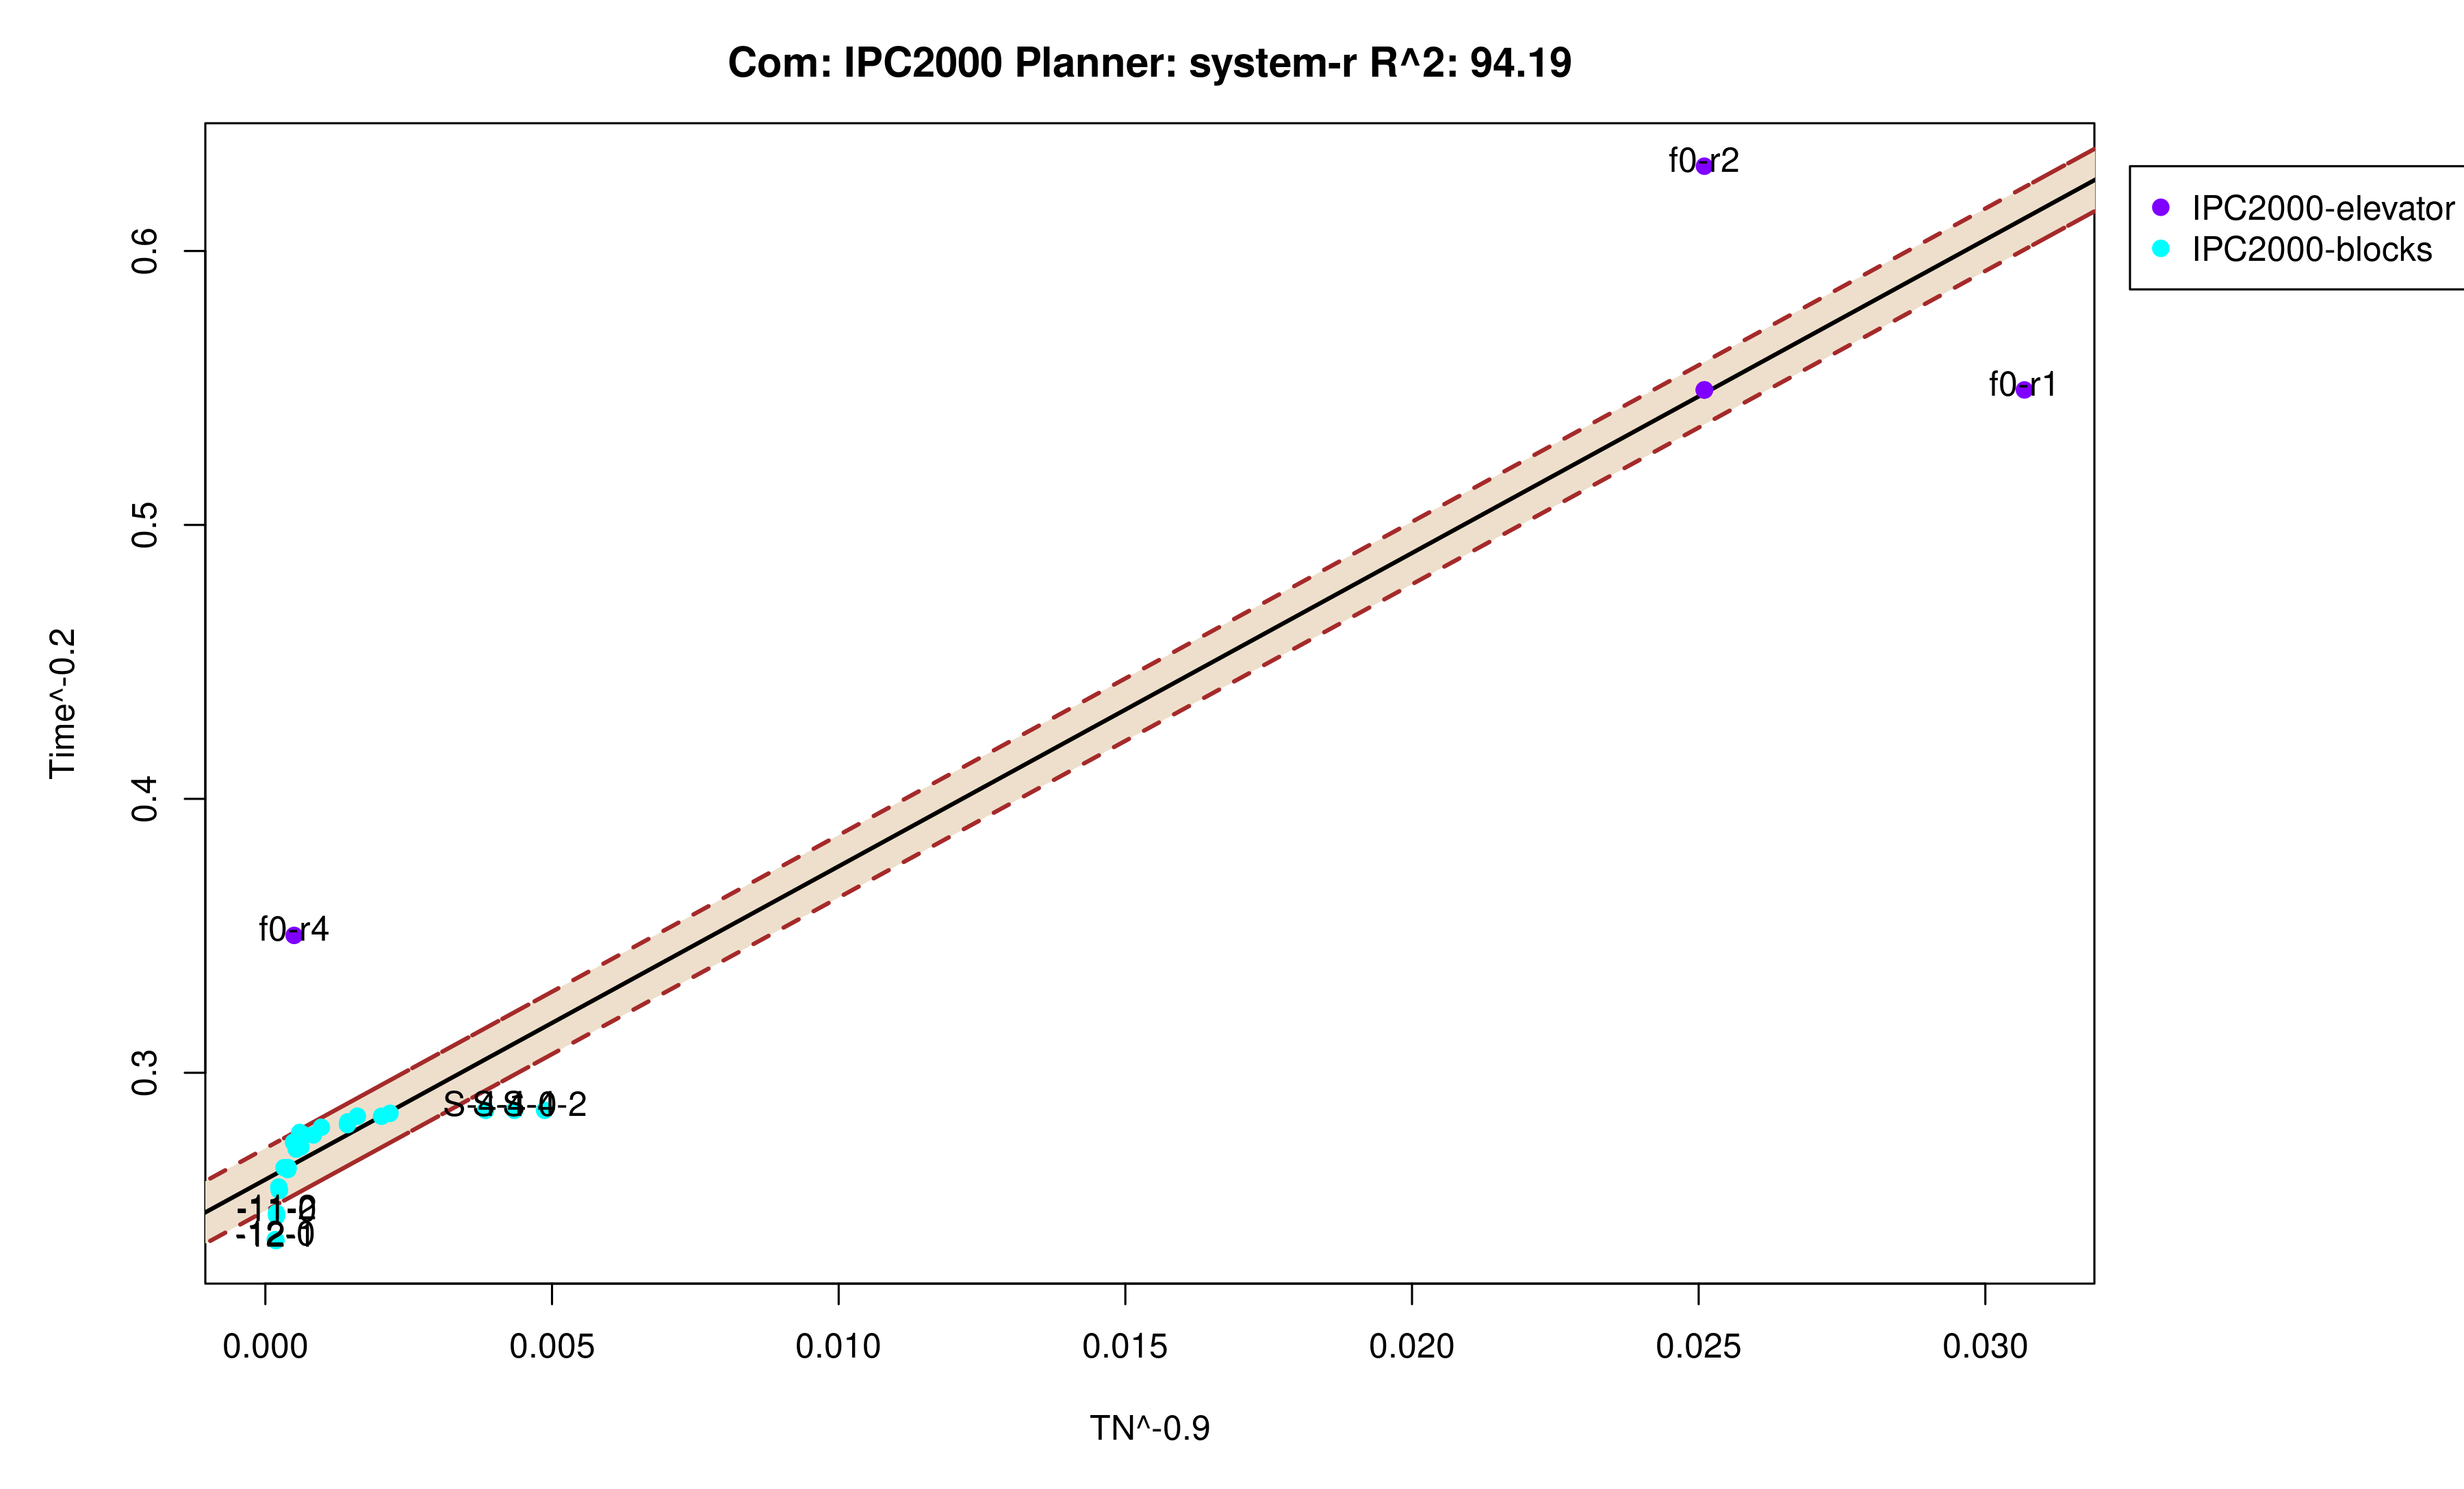 Com: IPC2000 Planner: system-r R^2: 94.19
f0-r2
IPC2000-elevator
IPC2000-blocks
0.6
f0-r1
0.5
Time^-0.2
0.4
f0-r4
0.3
0.000
0.005
0.010
0.015
0.020
0.025
0.030
TN^-0.9